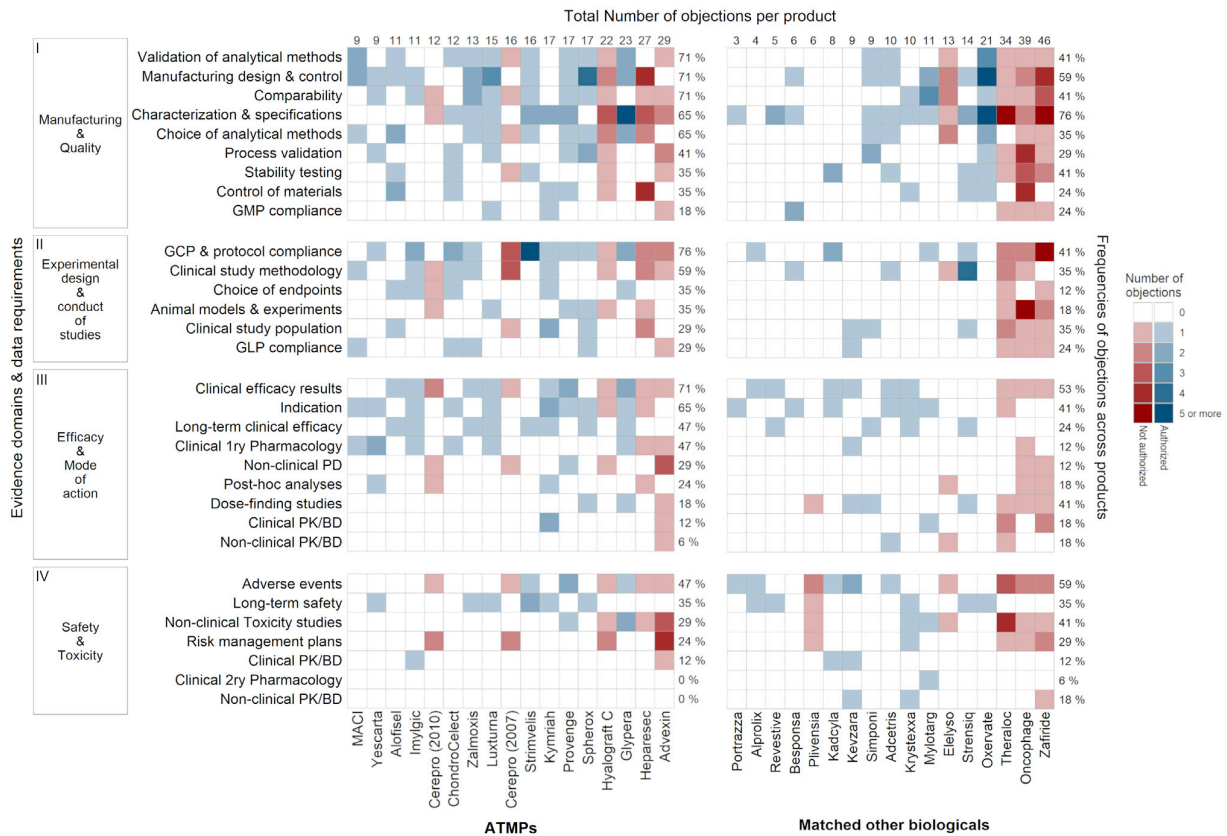 Total Number of objections per product
9 9 11 11 12 12 13 15 16 16 17 17 17 22 23 27 29
3 4 5 6 6 8 9 9 10 10 11 13 14 21 34 39 46
Evidence domains & data requirements
I
Manufacturing
&
Quality
Validation of analytical methods 71 % 41 %
Manufacturing design & control 71 % 59 %
Comparability 71 % 41 %
Characterization & specifications 65 % 76 %
Choice of analytical methods 65 % 35 %
Process validation 41 % 29 %
Stability testing 35 % 41 %
Control of materials 35 % 24 %
GMP compliance 18 % 24 %
II
Experimental
design
&
conduct
of
studies
GCP & protocol compliance 76 % 41 %
Clinical study methodology 59 % 35 %
Choice of endpoints 35 % 12 %
Animal models & experiments 35 % 18 %
Clinical study population 29 % 35 %
GLP compliance 29 % 24 %
III
Efficacy
&
Mode
of
action
Clinical efficacy results 71 % 53 %
Indication 65 % 41 %
Long-term clinical efficacy 47 % 24 %
Clinical 1ry Pharmacology 47 % 12 %
Non-clinical PD 29 % 12 %
Post-hoc analyses 24 % 18 %
Dose-finding studies 18 % 41 %
Clinical PK/BD 12 % 18 %
Non-clinical PK/BD 6 % 18 %
IV
Safety
&
Toxicity
Adverse events 47 % 59 %
Long-term safety 35 % 35 %
Non-clinical Toxicity studies 29 % 41 %
Risk management plans 24 % 29 %
Clinical PK/BD 12 % 12 %
Clinical 2ry Pharmacology 0 % 6 %
Non-clinical PK/BD 0 % 18 %
MACI
Yescarta
Alofisel
Imlygic
Cerepro (2010)
ChondroCelect
Zalmoxis
Luxturna
Cerepro (2007)
Strimvelis
Kymriah
Provenge
Spherox
Hyalograft C
Glypera
Heparesec
Advexin
ATMPs
Portrazza
Alprolix
Revestive
Besponsa
Plivensia
Kadcyla
Kevzara
Simponi
Adcetris
Krystexxa
Mylotarg
Elelyso
Strensiq
Oxervate
Theraloc
Oncophage
Zafiride
Matched other biologicals
Frequencies of objections across products
Number of
objections
0
1
2
3
4
5 or more
Not authorized
Authorized